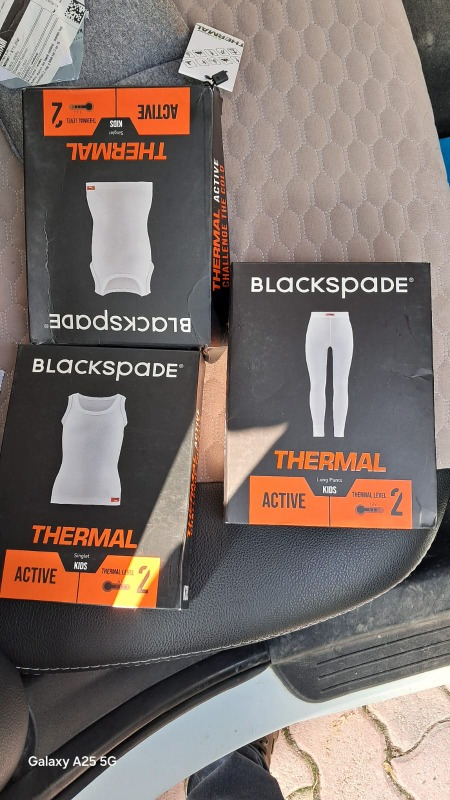 THERMAL
2
THERMAL LEVEL
ACTIVE
Singlet
KIDS
THERMAL
BLACKSPADE®
THERMAL ACTIVE
CHALLENGE THE COLD
BLACKSPADE®
THERMAL
Long Pants
KIDS
ACTIVE
THERMAL LEVEL
2
BLACKSPADE®
THERMAL
Singlet
KIDS
ACTIVE
THERMAL LEVEL
2
Galaxy A25 5G